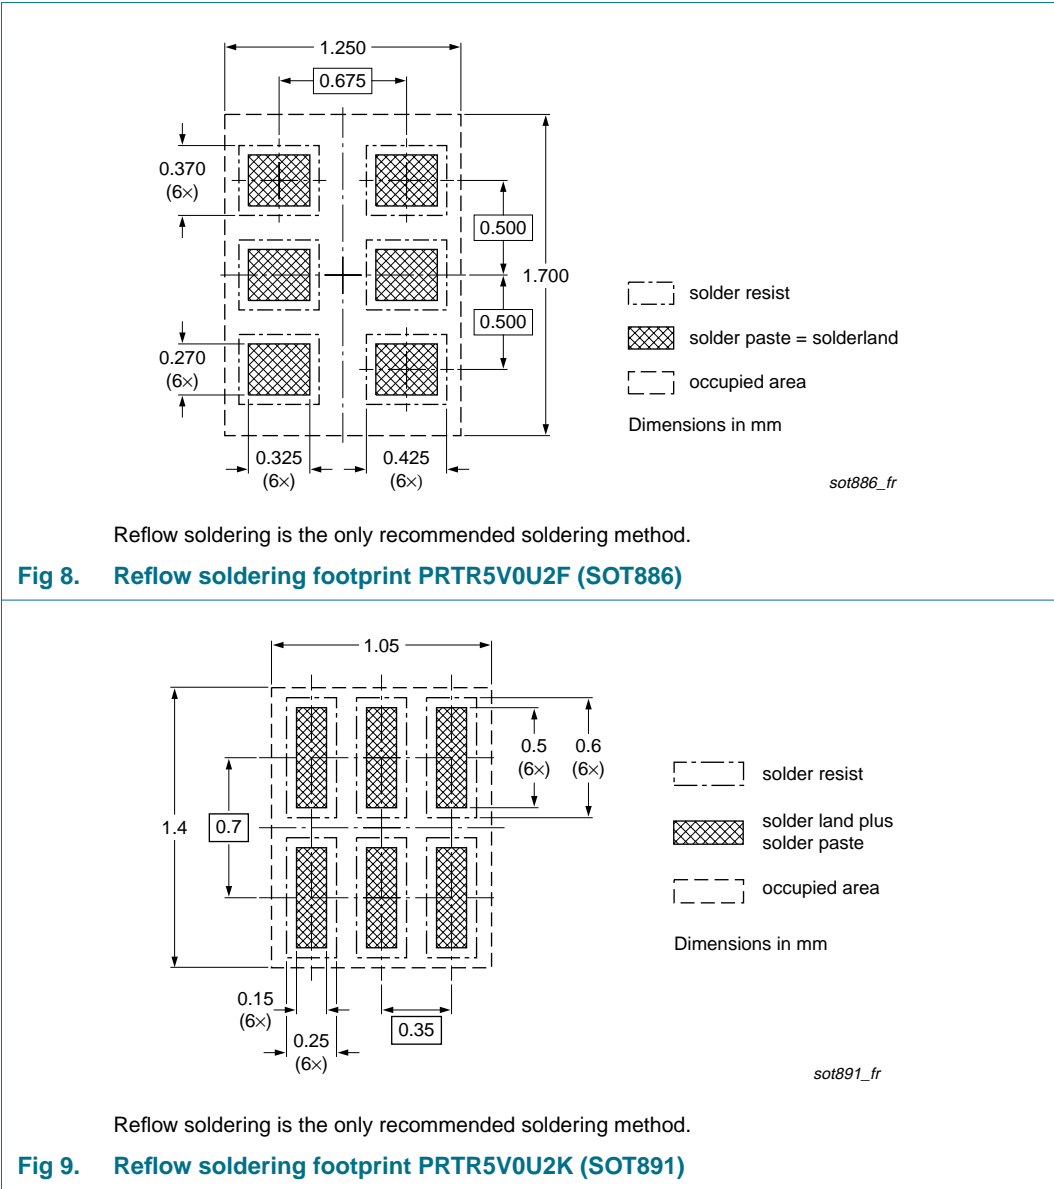 1.250
0.675
0.370
(6×)
0.500
1.700
0.500
0.270
(6×)
0.325
(6×)
0.425
(6×)
solder resist
solder paste = solderland
occupied area
Dimensions in mm
sot886_fr
Reflow soldering is the only recommended soldering method.
Fig 8. Reflow soldering footprint PRTR5V0U2F (SOT886)
1.05
0.5
(6×)
0.6
(6×)
1.4
0.7
0.15
(6×)
0.25
(6×)
0.35
solder resist
solder land plus
solder paste
occupied area
Dimensions in mm
sot891_fr
Reflow soldering is the only recommended soldering method.
Fig 9. Reflow soldering footprint PRTR5V0U2K (SOT891)